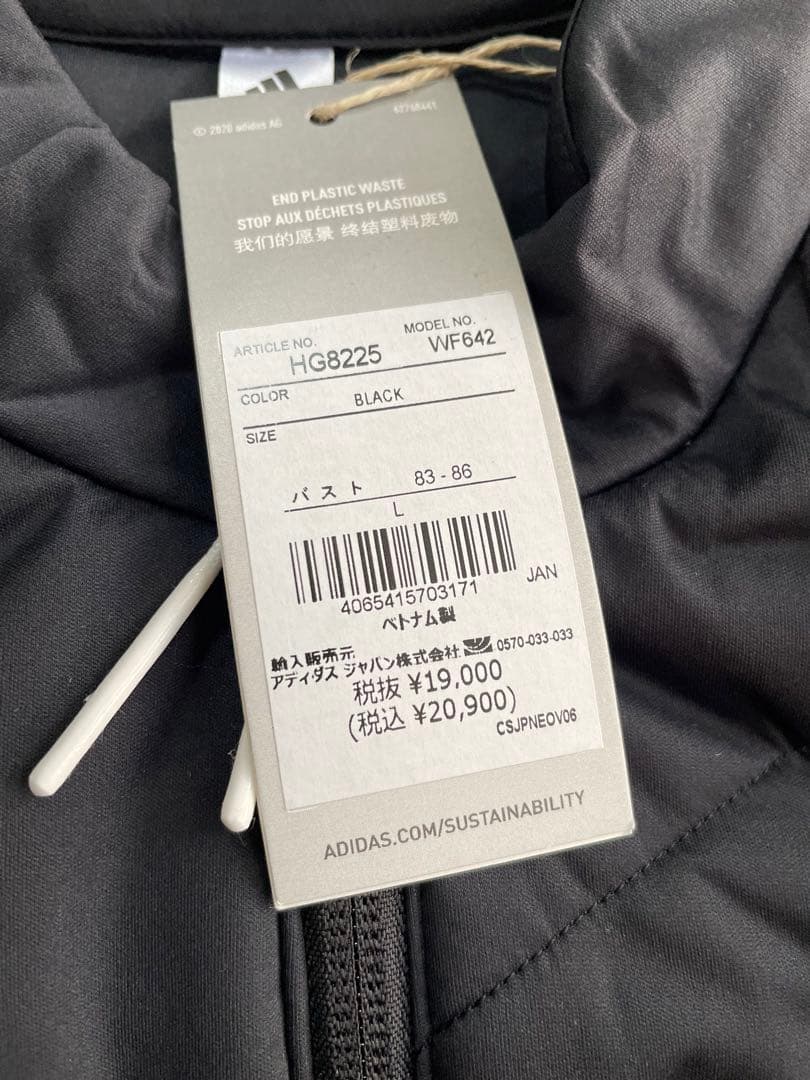 © 2020 adidas AG
62768441
END PLASTIC WASTE
STOP AUX DÉCHETS PLASTIQUES
我们的愿景 终结塑料废物
ARTICLE NO. HG8225 MODEL NO. WF642
COLOR BLACK
SIZE
バスト 83 - 86
L
JAN
4065415703171
ベトナム製
輸入販売元
アディダス ジャパン株式会社 0570-033-033
税抜 ¥19,000
(税込 ¥20,900)
CSJPNEOV06
ADIDAS.COM/SUSTAINABILITY